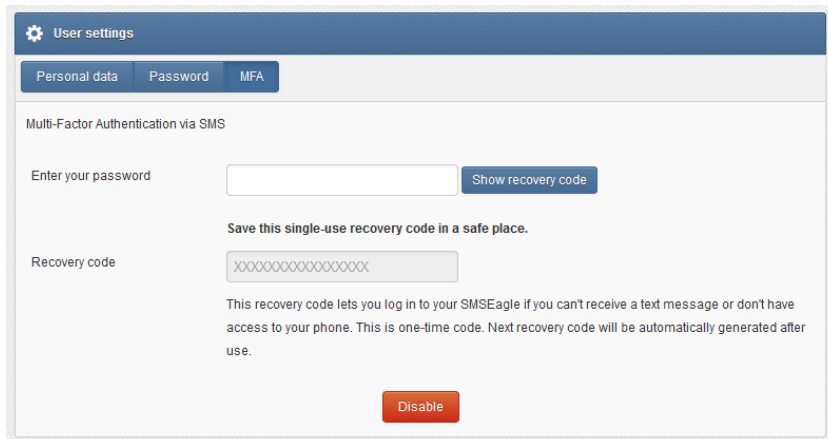 User settings
Personal data Password MFA
Multi-Factor Authentication via SMS
Enter your password Show recovery code
Save this single-use recovery code in a safe place.
Recovery code XXXXXXXXXXXXXXXX
This recovery code lets you log in to your SMSEagle if you can't receive a text message or don't have
access to your phone. This is one-time code. Next recovery code will be automatically generated after
use.
Disable